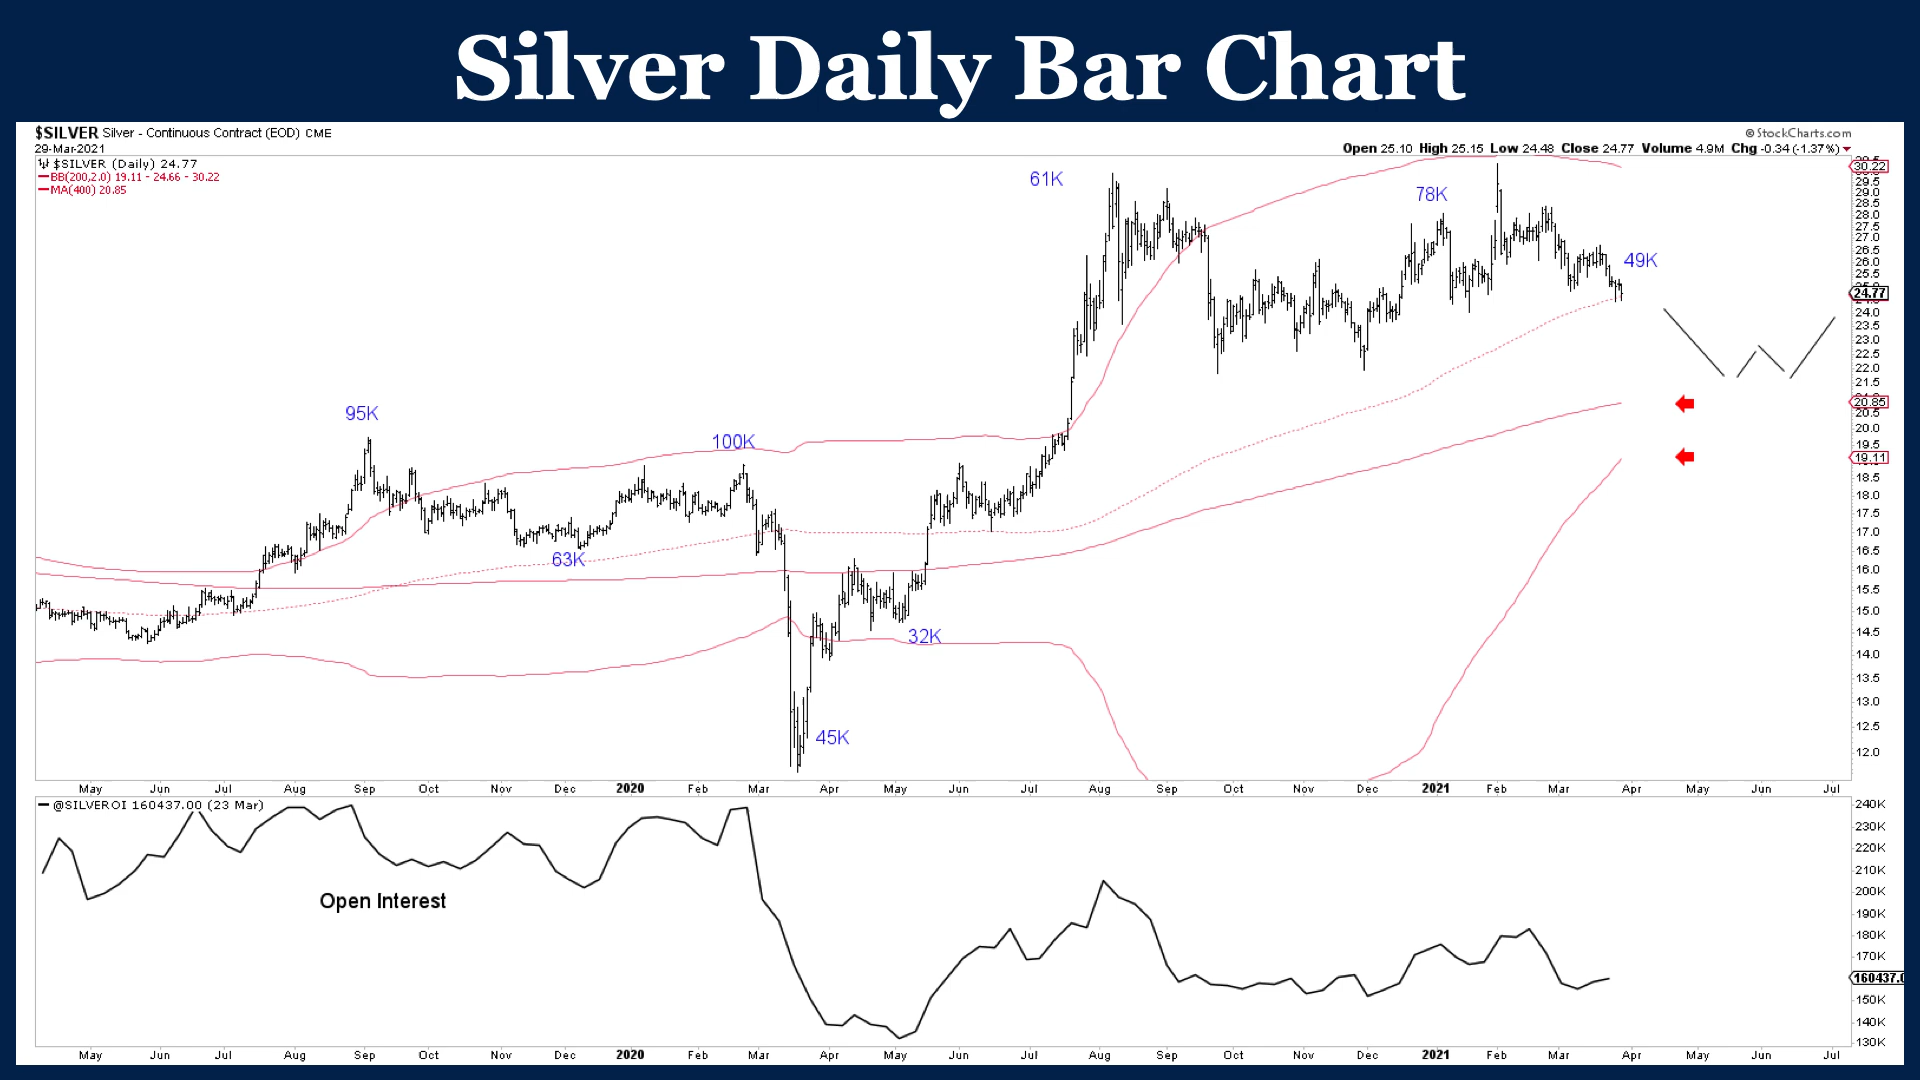 Silver Daily Bar Chart
$SILVER Silver - Continuous Contract (EOD) CME
© StockCharts.com
29-Mar-2021
Open 25.10 High 25.15 Low 24.48 Close 24.77 Volume 4.9M Chg -0.34 (-1.37%)
$SILVER (Daily) 24.77
BB(200,2.0) 19.11 - 24.66 - 30.22
MA(400) 20.85
61K
78K
49K
95K
100K
63K
32K
45K
30.22
29.5
29.0
28.5
28.0
27.5
27.0
26.5
26.0
25.5
24.77
24.0
23.5
23.0
22.5
22.0
21.5
20.85
20.5
20.0
19.5
19.11
18.5
18.0
17.5
17.0
16.5
16.0
15.5
15.0
14.5
14.0
13.5
13.0
12.5
12.0
May Jun Jul Aug Sep Oct Nov Dec 2020 Feb Mar Apr May Jun Jul Aug Sep Oct Nov Dec 2021 Feb Mar Apr May Jun Jul
@SILVEROI 160437.00 (23 Mar)
Open Interest
240K
230K
220K
210K
200K
190K
180K
170K
160437.0
150K
140K
130K
May Jun Jul Aug Sep Oct Nov Dec 2020 Feb Mar Apr May Jun Jul Aug Sep Oct Nov Dec 2021 Feb Mar Apr May Jun Jul